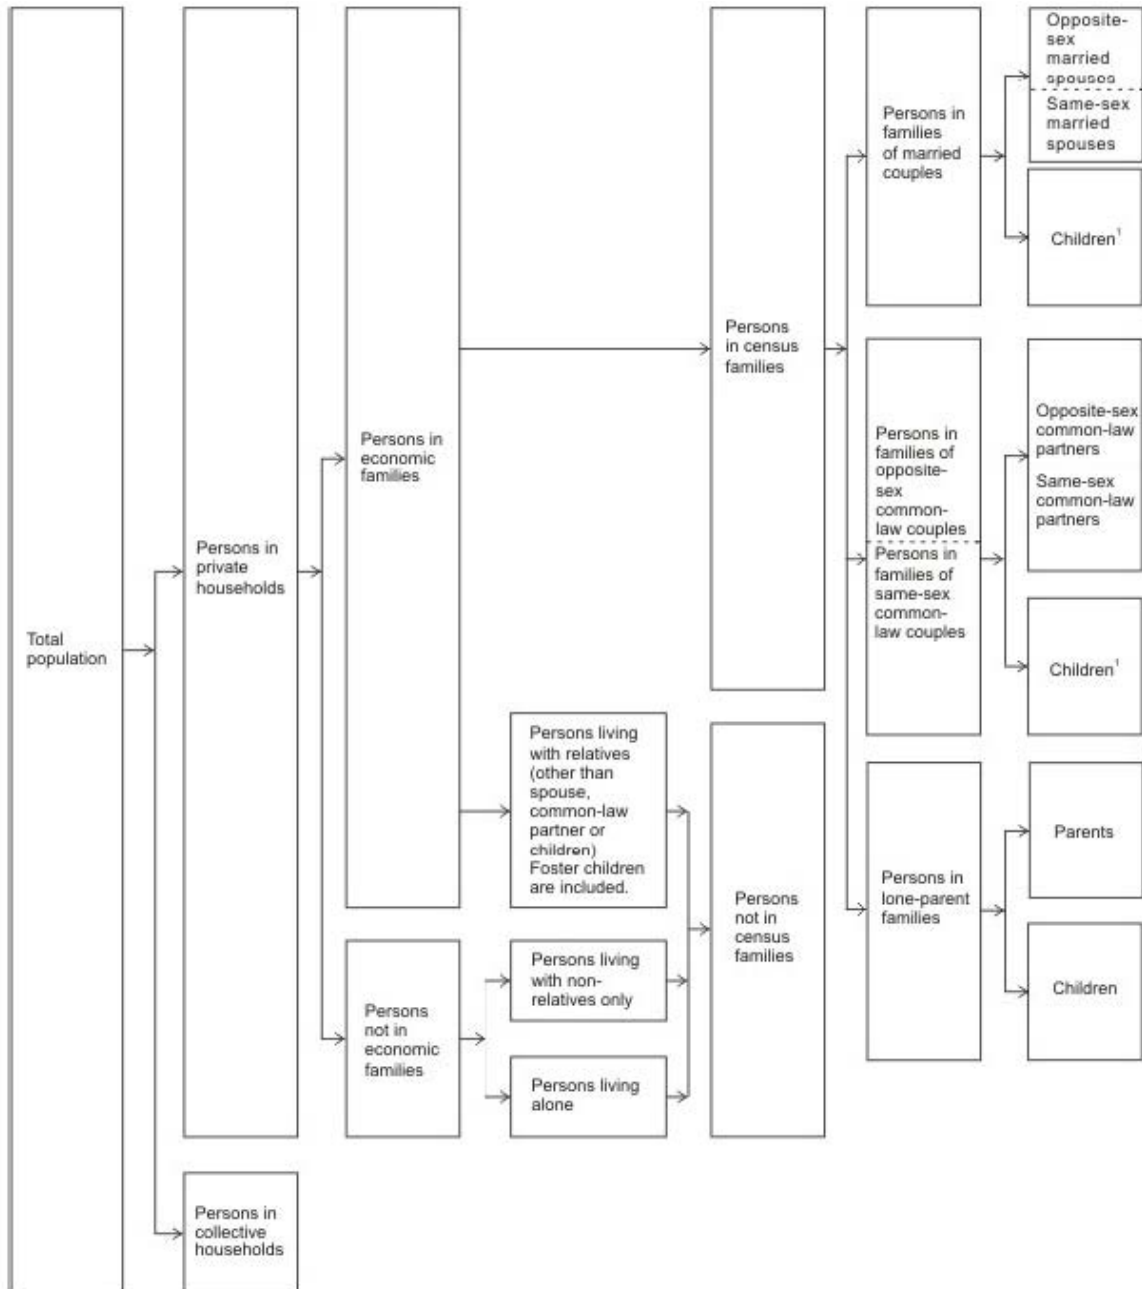 Total
population
Persons in
private
households
Persons in
collective
households
Persons in
economic
families
Persons
not in
economic
families
Persons living
with relatives
(other than
spouse,
common-law
partner or
children)
Foster children
are included.
Persons living
with non-
relatives only
Persons living
alone
Persons
in census
families
Persons
not in
census
families
Persons in
families
of married
couples
Persons in
families of
opposite-
sex
common-
law couples
Persons in
families of
same-sex
common-
law couples
Persons in
lone-parent
families
Opposite-
sex
married
spouses
Same-sex
married
spouses
Children¹
Opposite-sex
common-law
partners
Same-sex
common-law
partners
Children¹
Parents
Children